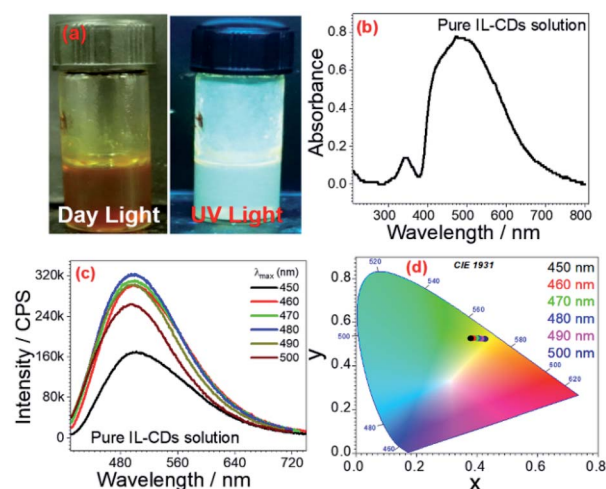 (a)
Day Light
UV Light
(b)
Pure IL-CDs solution
Absorbance
0.8
0.4
0.0
300 400 500 600 700 800
Wavelength / nm
(c)
λmax (nm)
450
460
470
480
490
500
Intensity / CPS
320k
240k
160k
80k
0
Pure IL-CDs solution
480 560 640 720
Wavelength / nm
(d)
CIE 1931
450 nm
460 nm
470 nm
480 nm
490 nm
500 nm
y
0.8
0.6
0.4
0.2
0.0
520
540
560
500
580
600
620
480
460
0.0 0.2 0.4 0.6 0.8
x